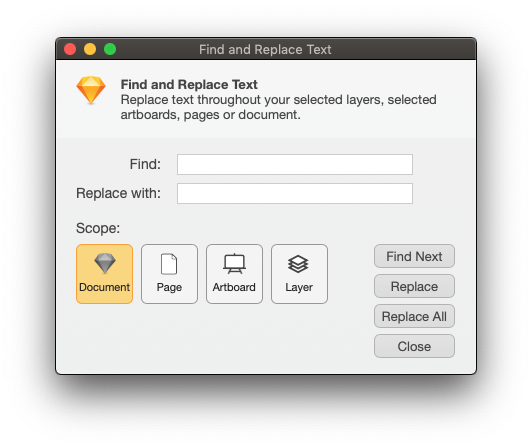 Find and Replace Text
Find and Replace Text
Replace text throughout your selected layers, selected
artboards, pages or document.
Find:
Replace with:
Scope:
Document
Page
Artboard
Layer
Find Next
Replace
Replace All
Close